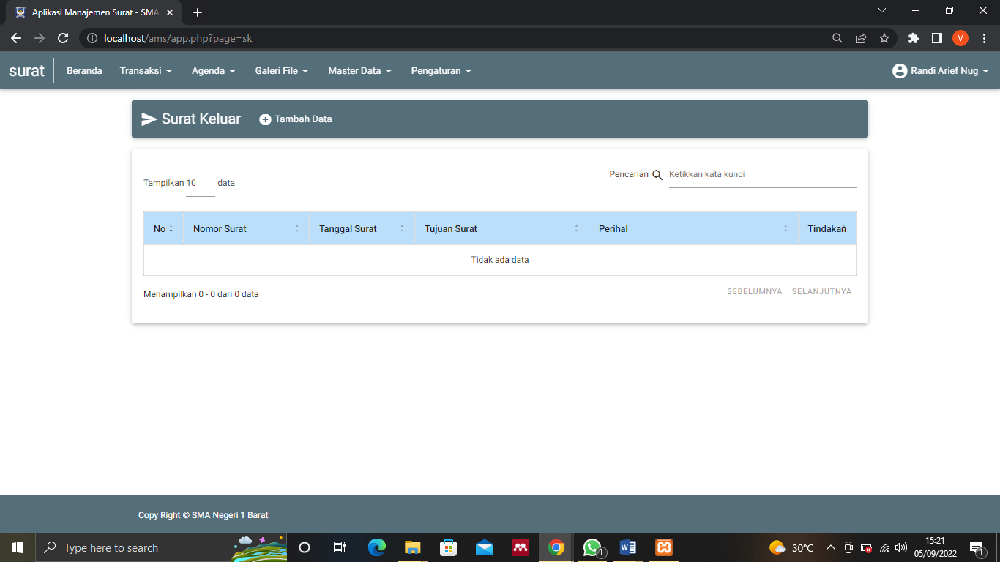 Aplikasi Manajemen Surat - SMA
localhost/ams/app.php?page=sk
V
surat Beranda Transaksi Agenda Galeri File Master Data Pengaturan Randi Arief Nug
Surat Keluar Tambah Data
Tampilkan 10 data
Pencarian Ketikkan kata kunci
No Nomor Surat Tanggal Surat Tujuan Surat Perihal Tindakan
Tidak ada data
Menampilkan 0 - 0 dari 0 data
SEBELUMNYA SELANJUTNYA
Copy Right © SMA Negeri 1 Barat
Type here to search
1
30°C
15:21
05/09/2022
1